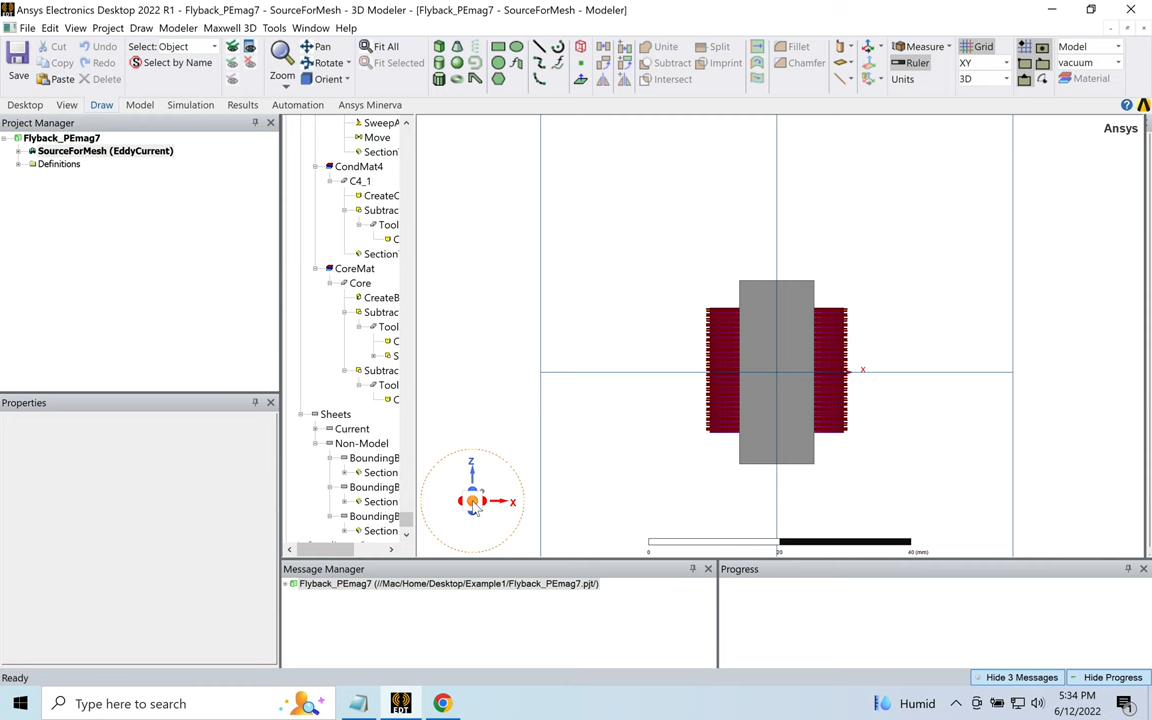 Ansys Electronics Desktop 2022 R1 - Flyback_PEmag7 - SourceForMesh - 3D Modeler - [Flyback_PEmag7 - SourceForMesh - Modeler]
File Edit View Project Draw Modeler Maxwell 3D Tools Window Help
Save
Cut
Copy
Paste
Undo
Redo
Delete
Select: Object
Select by Name
Zoom
Pan
Rotate
Orient
Fit All
Fit Selected
Unite
Subtract
Intersect
Split
Imprint
Fillet
Chamfer
Measure
Ruler
Units
Grid
XY
3D
Model
vacuum
Material
Desktop View Draw Model Simulation Results Automation Ansys Minerva
Project Manager
Flyback_PEmag7
SourceForMesh (EddyCurrent)
Definitions
Properties
SweepA
Move
Section
CondMat4
C4_1
CreateC
Subtrac
Tool
C
Section
CoreMat
Core
CreateB
Subtrac
Tool
C
S
Subtrac
Tool
C
Sheets
Current
Non-Model
BoundingB
Section
BoundingB
Section
BoundingB
Section
Ansys
X
Z
X
0 20 40 (mm)
Message Manager
Flyback_PEmag7 (//Mac/Home/Desktop/Example1/Flyback_PEmag7.pjt/)
Progress
Ready
Hide 3 Messages
Hide Progress
Type here to search
EDT
Humid
5:34 PM
6/12/2022
1